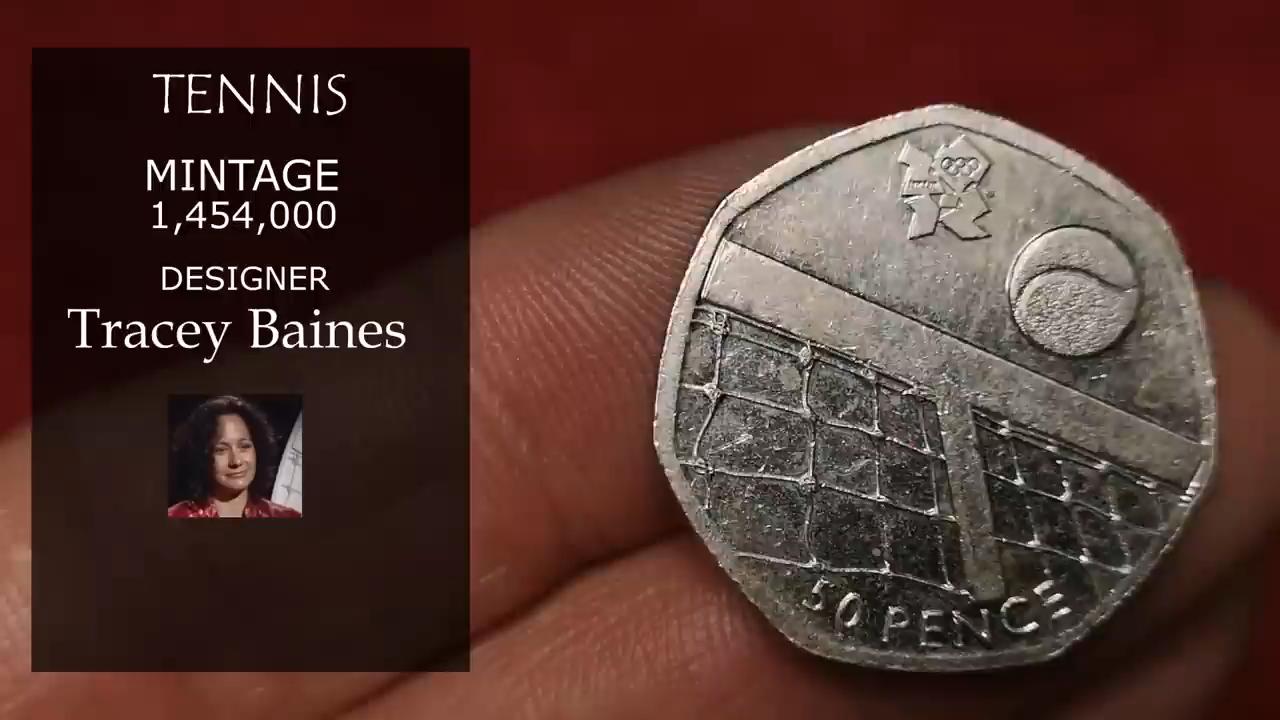 TENNIS
MINTAGE
1,454,000
DESIGNER
Tracey Baines
50 PENCE